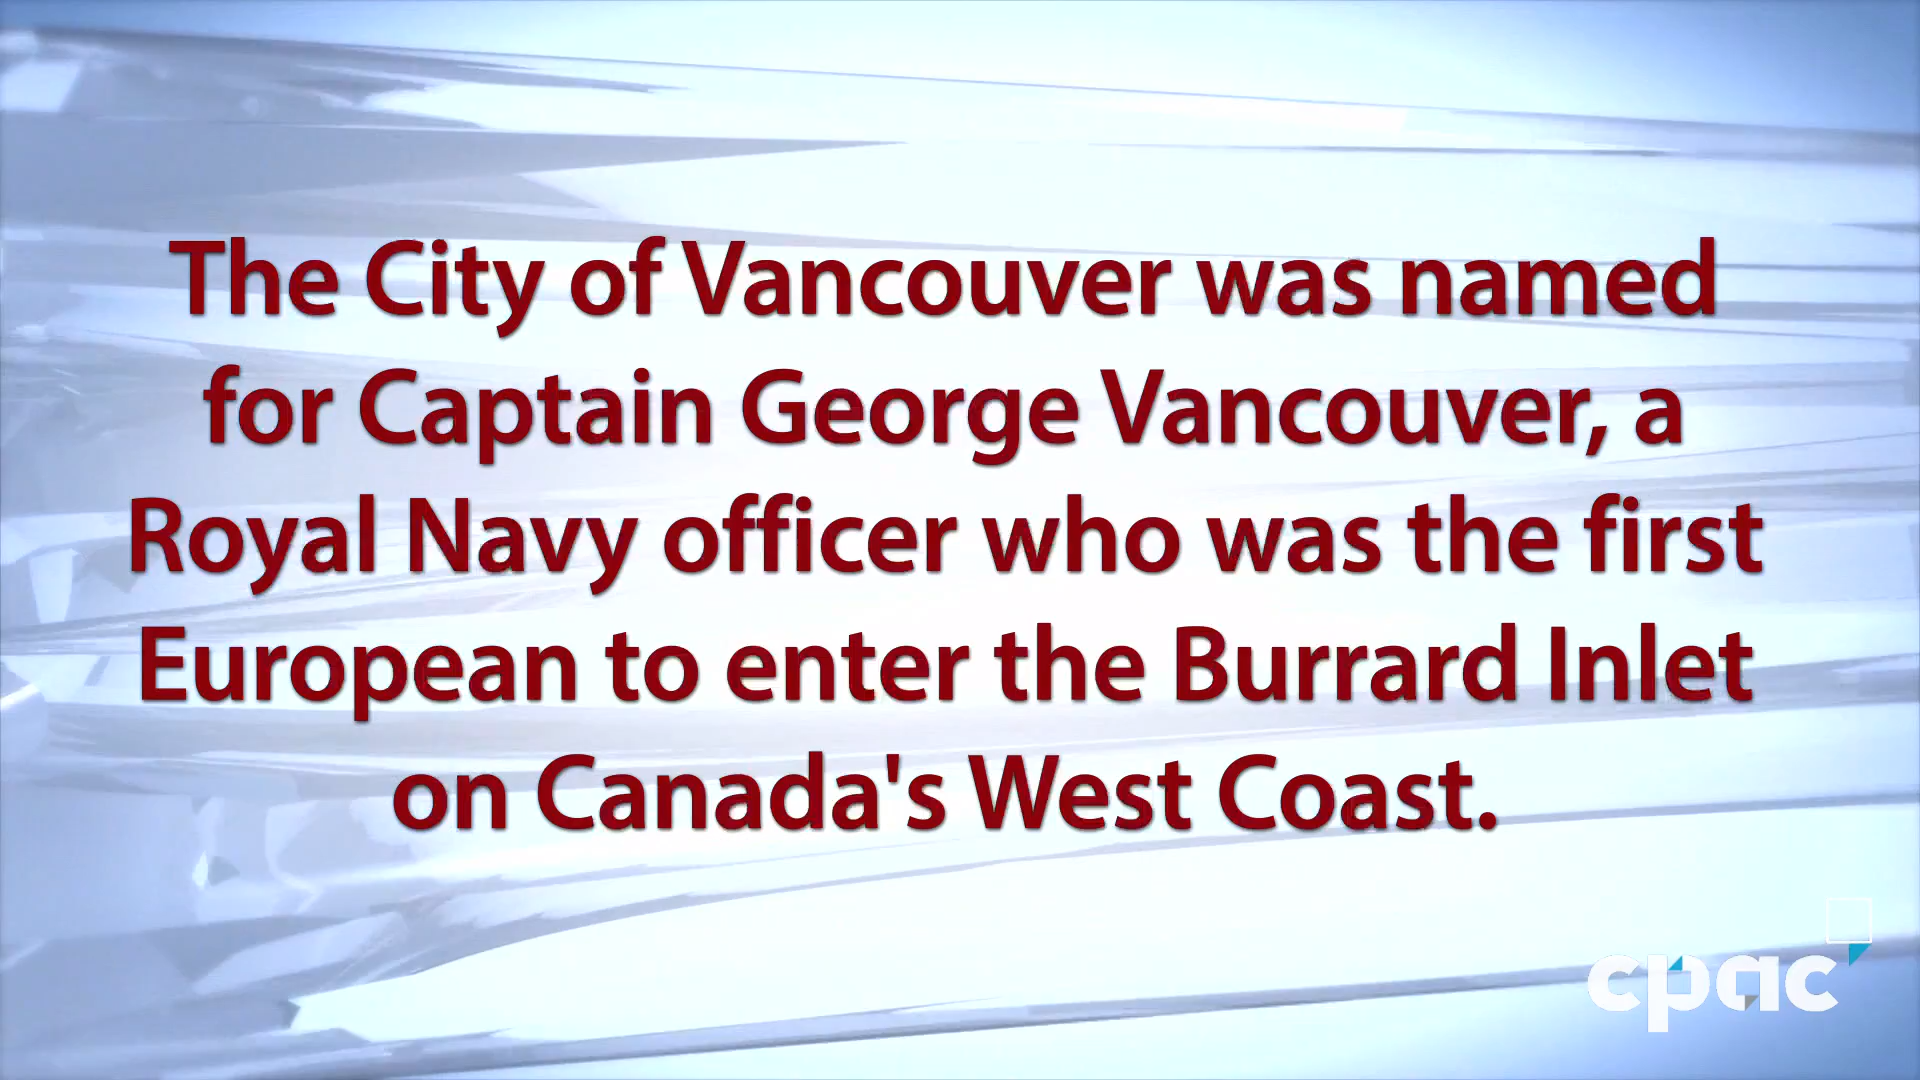 The City of Vancouver was named
for Captain George Vancouver, a
Royal Navy officer who was the first
European to enter the Burrard Inlet
on Canada's West Coast.
cpac